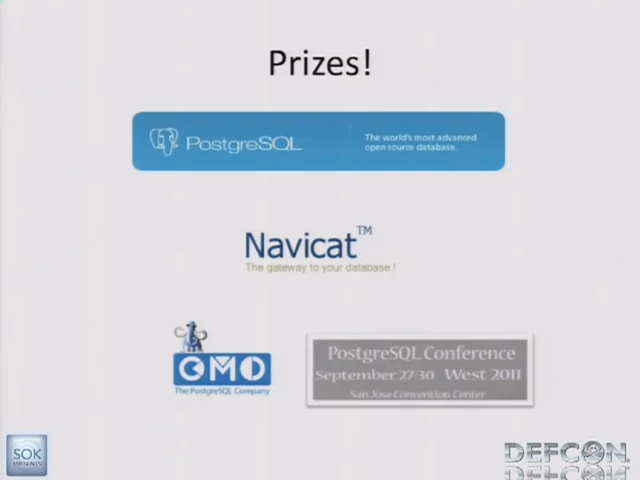 Prizes!
PostgreSQL
The world's most advanced
open source database.
Navicat™
The gateway to your database !
CMD
The PostgreSQL Company
PostgreSQL Conference
September 27-30 West 2011
San Jose Convention Center
SOK
PRESENTS
DEFCON.